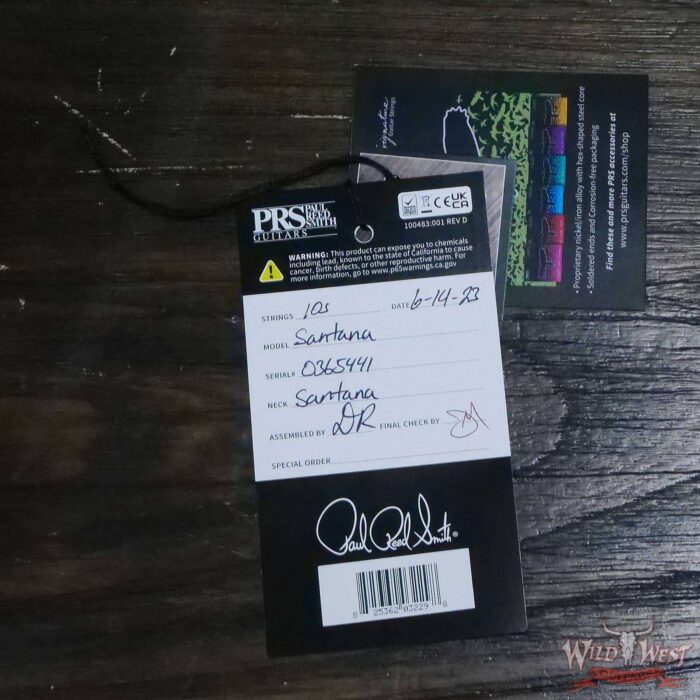 PRS PAUL
REED
SMITH
GUITARS
CE UK
CA
100483:001 REV D
WARNING: This product can expose you to chemicals
including lead, known to the state of California to cause
cancer, birth defects, or other reproductive harm. For
more information, go to www.p65warnings.ca.gov
STRINGS 10s DATE 6-14-23
MODEL Santana
SERIAL# 0365441
NECK Santana
ASSEMBLED BY DR FINAL CHECK BY
SPECIAL ORDER
Paul Reed Smith®
8 25362 03229 8
Signature
Guitar Strings
• Proprietary nickel/iron alloy with hex-shaped steel core
• Soldered ends and Corrosion-free packaging
Find these and more PRS accessories at
www.prsguitars.com/shop
WILD WEST